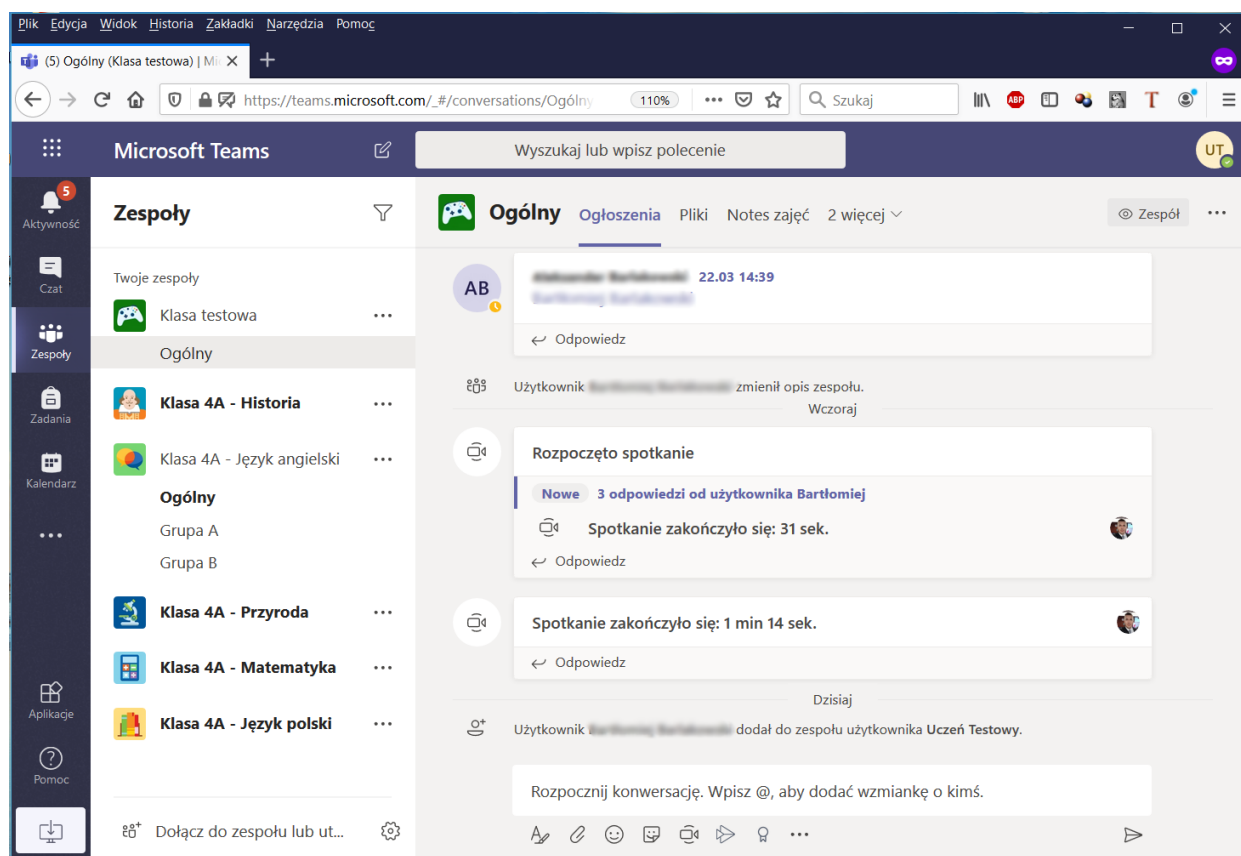 Plik Edycja Widok Historia Zakładki Narzędzia Pomoc
(5) Ogólny (Klasa testowa) | Mi
https://teams.microsoft.com/_#/conversations/Ogólny
110%
Szukaj
ABP
T
Microsoft Teams
Wyszukaj lub wpisz polecenie
UT
5
Aktywność
Czat
Zespoły
Zadania
Kalendarz
Aplikacje
Pomoc
Zespoły
Twoje zespoły
Klasa testowa
Ogólny
Klasa 4A - Historia
Klasa 4A - Język angielski
Ogólny
Grupa A
Grupa B
Klasa 4A - Przyroda
Klasa 4A - Matematyka
Klasa 4A - Język polski
Dołącz do zespołu lub ut...
Ogólny Ogłoszenia Pliki Notes zajęć 2 więcej
Zespół
AB
22.03 14:39
Odpowiedz
Użytkownik zmienił opis zespołu.
Wczoraj
Rozpoczęto spotkanie
Nowe 3 odpowiedzi od użytkownika Bartłomiej
Spotkanie zakończyło się: 31 sek.
Odpowiedz
Spotkanie zakończyło się: 1 min 14 sek.
Odpowiedz
Dzisiaj
Użytkownik dodał do zespołu użytkownika Uczeń Testowy.
Rozpocznij konwersację. Wpisz @, aby dodać wzmiankę o kimś.